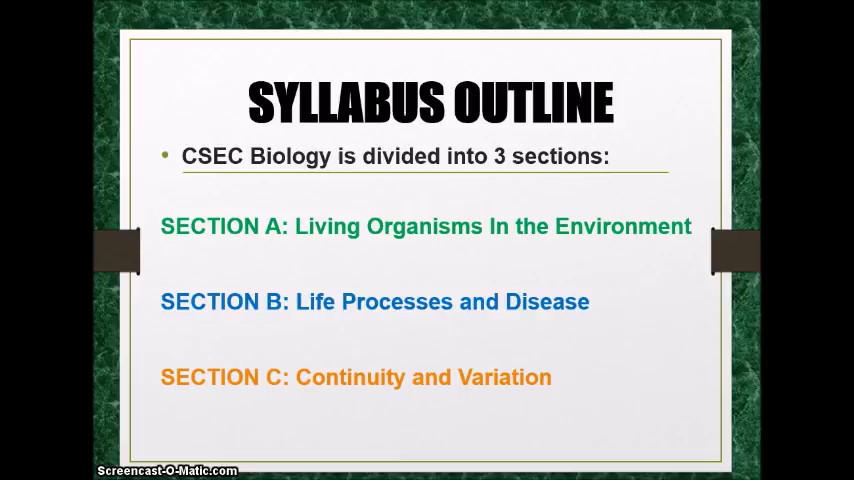 SYLLABUS OUTLINE
• CSEC Biology is divided into 3 sections:
SECTION A: Living Organisms In the Environment
SECTION B: Life Processes and Disease
SECTION C: Continuity and Variation
Screencast-O-Matic.com